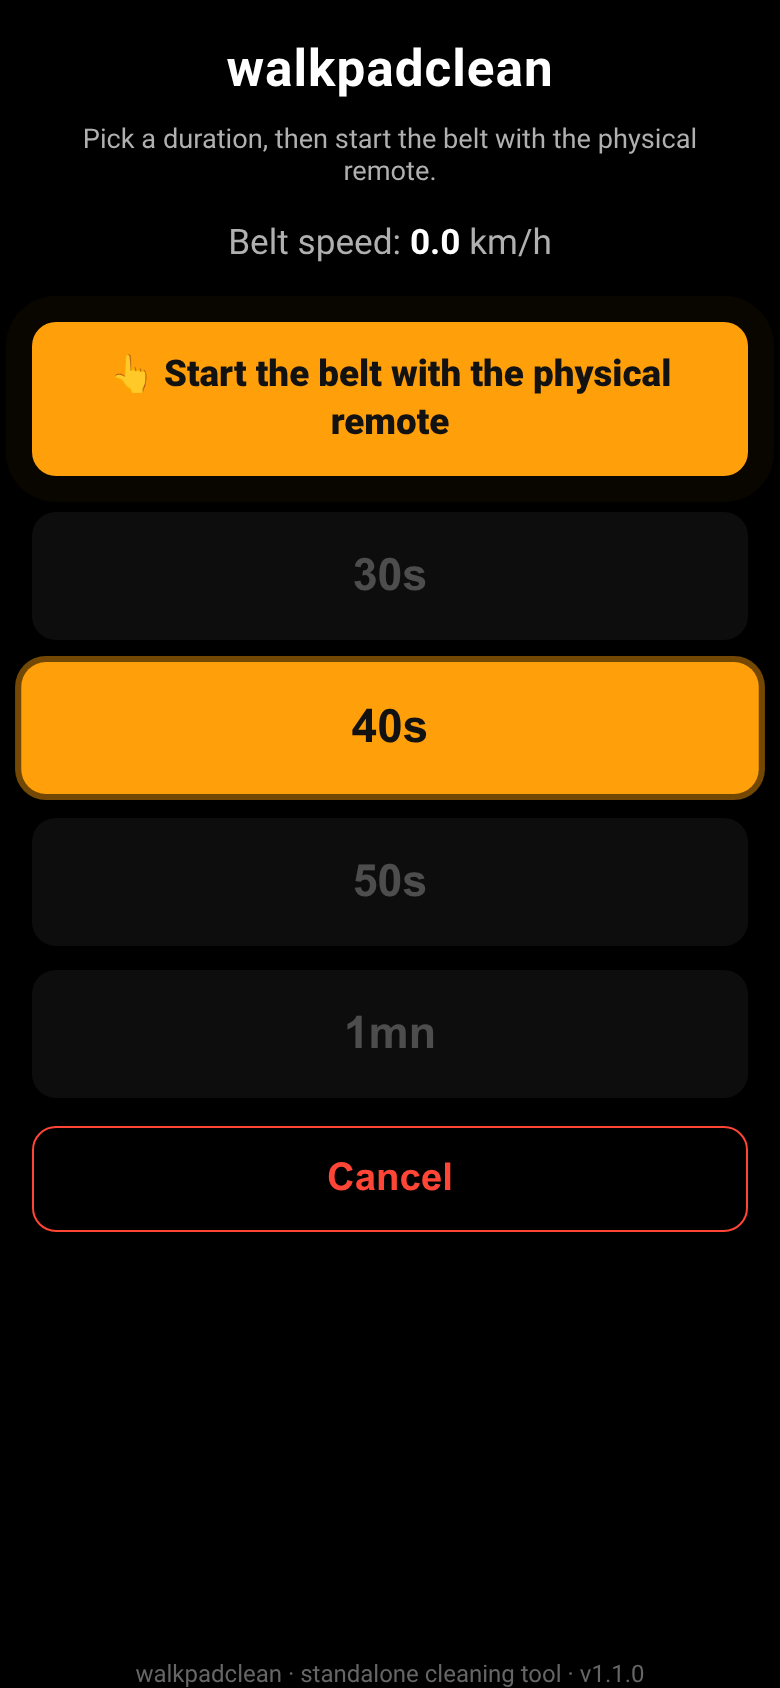 walkpadclean
Pick a duration, then start the belt with the physical
remote.
Belt speed: 0.0 km/h
👆 Start the belt with the physical
remote
30s
40s
50s
1mn
Cancel
walkpadclean · standalone cleaning tool · v1.1.0